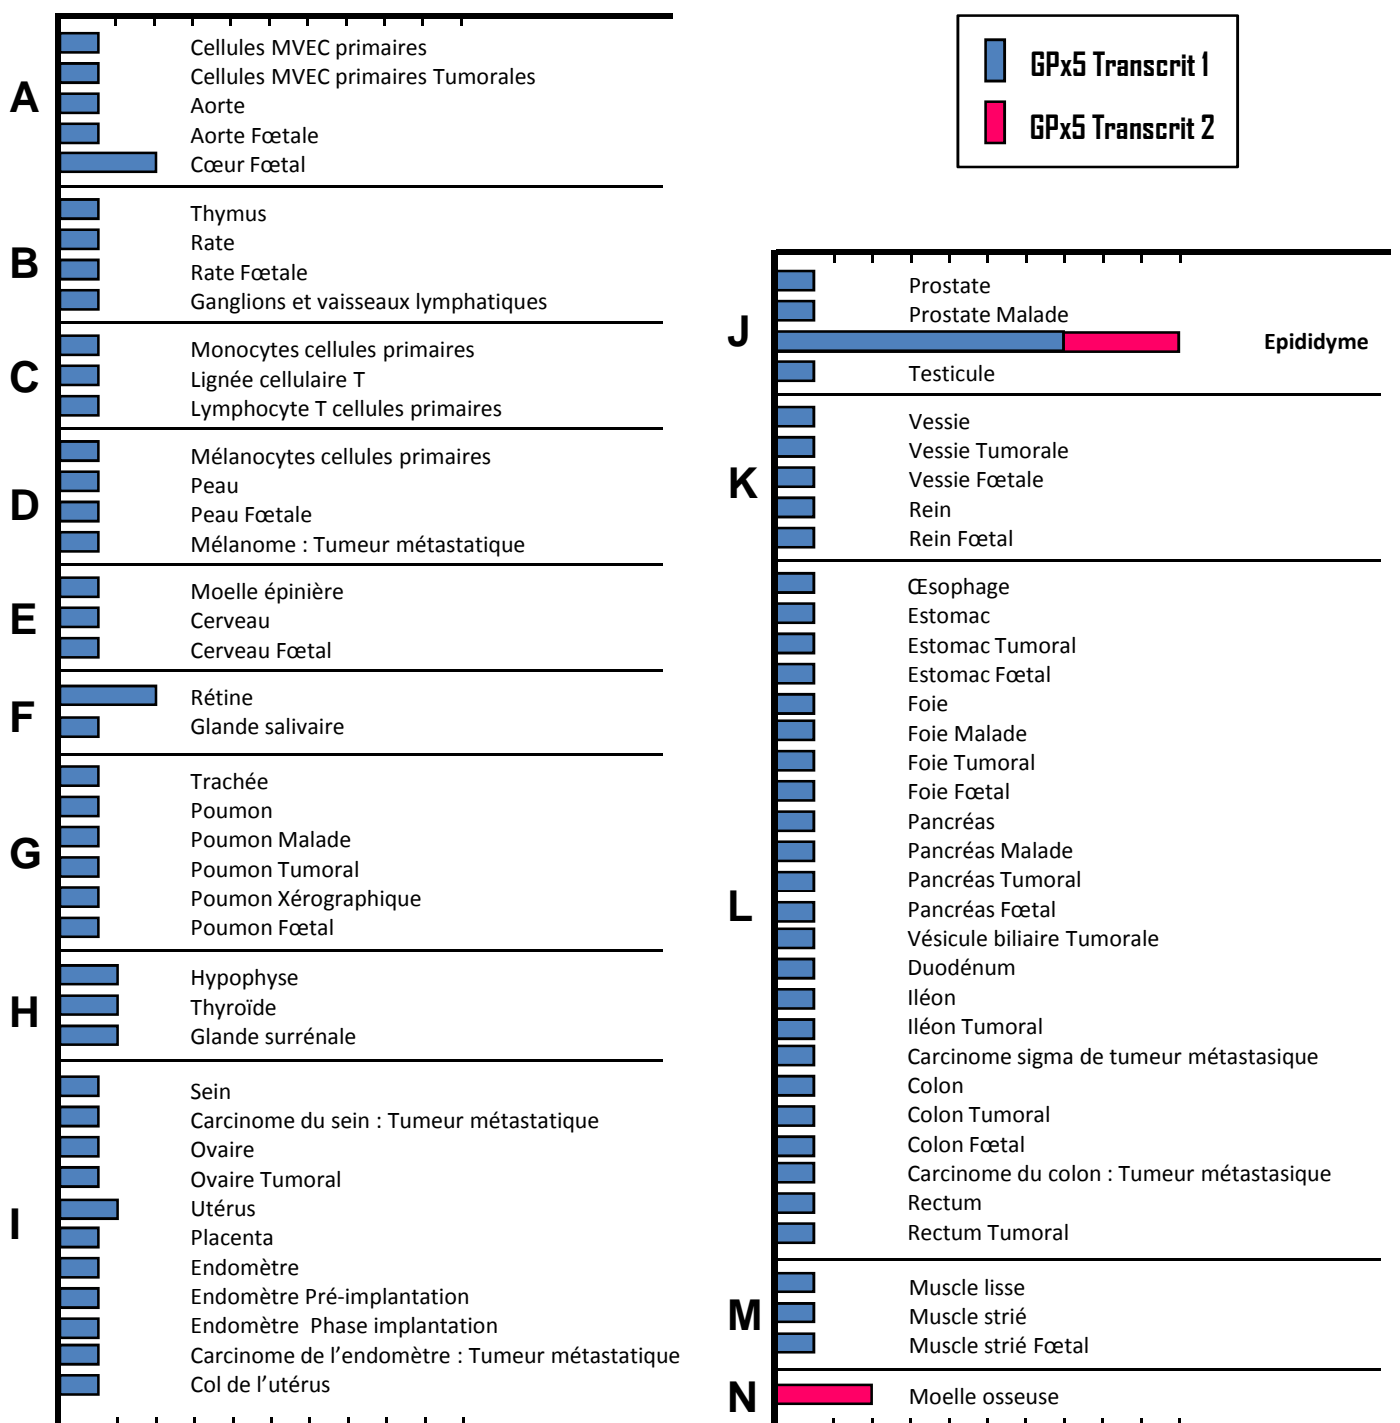 A
Cellules MVEC primaires
Cellules MVEC primaires Tumorales
Aorte
Aorte Fœtale
Cœur Fœtal
B
Thymus
Rate
Rate Fœtale
Ganglions et vaisseaux lymphatiques
C
Monocytes cellules primaires
Lignée cellulaire T
Lymphocyte T cellules primaires
D
Mélanocytes cellules primaires
Peau
Peau Fœtale
Mélanome : Tumeur métastatique
E
Moelle épinière
Cerveau
Cerveau Fœtal
F
Rétine
Glande salivaire
G
Trachée
Poumon
Poumon Malade
Poumon Tumoral
Poumon Xérographique
Poumon Fœtal
H
Hypophyse
Thyroïde
Glande surrénale
I
Sein
Carcinome du sein : Tumeur métastatique
Ovaire
Ovaire Tumoral
Utérus
Placenta
Endomètre
Endomètre Pré-implantation
Endomètre Phase implantation
Carcinome de l'endomètre : Tumeur métastatique
Col de l'utérus
GPx5 Transcrit 1
GPx5 Transcrit 2
J
Prostate
Prostate Malade
Epididyme
Testicule
K
Vessie
Vessie Tumorale
Vessie Fœtale
Rein
Rein Fœtal
L
Œsophage
Estomac
Estomac Tumoral
Estomac Fœtal
Foie
Foie Malade
Foie Tumoral
Foie Fœtal
Pancréas
Pancréas Malade
Pancréas Tumoral
Pancréas Fœtal
Vésicule biliaire Tumorale
Duodénum
Iléon
Iléon Tumoral
Carcinome sigma de tumeur métastasique
Colon
Colon Tumoral
Colon Fœtal
Carcinome du colon : Tumeur métastasique
Rectum
Rectum Tumoral
M
Muscle lisse
Muscle strié
Muscle strié Fœtal
N
Moelle osseuse